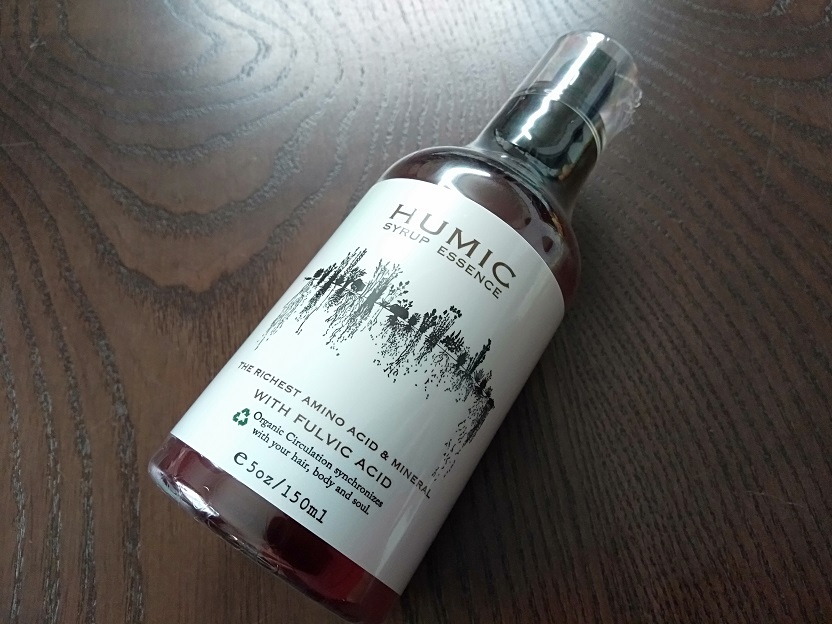 HUMIC
SYRUP ESSENCE
THE RICHEST AMINO ACID & MINERAL
WITH FULVIC ACID
Organic Circulation synchronizes
with your hair, body and soul.
℮5oz/150ml